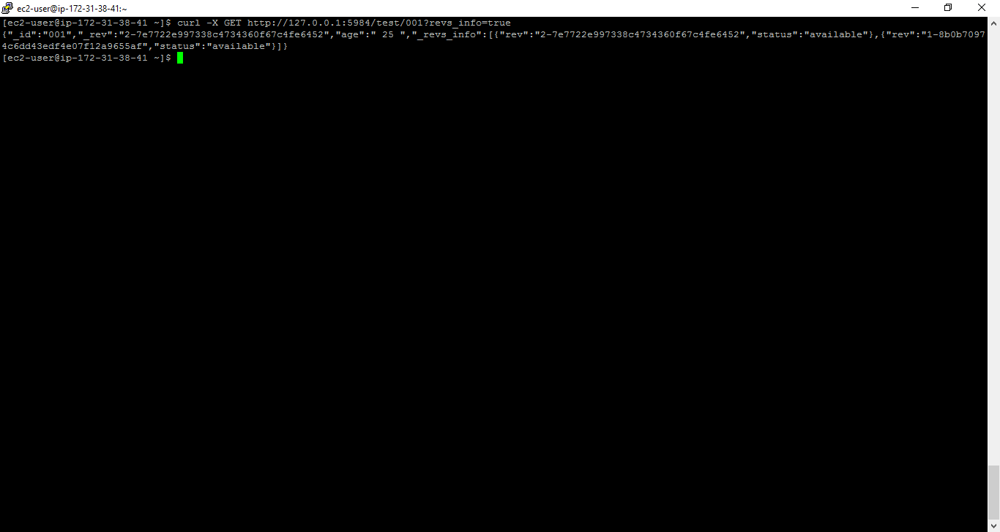 ec2-user@ip-172-31-38-41:~
[ec2-user@ip-172-31-38-41 ~]$ curl -X GET http://127.0.0.1:5984/test/001?revs_info=true
{"_id":"001","_rev":"2-7e7722e997338c4734360f67c4fe6452","age":" 25 ","_revs_info":[{"rev":"2-7e7722e997338c4734360f67c4fe6452","status":"available"},{"rev":"1-8b0b7097
4c6dd43edf4e07f12a9655af","status":"available"}]}
[ec2-user@ip-172-31-38-41 ~]$